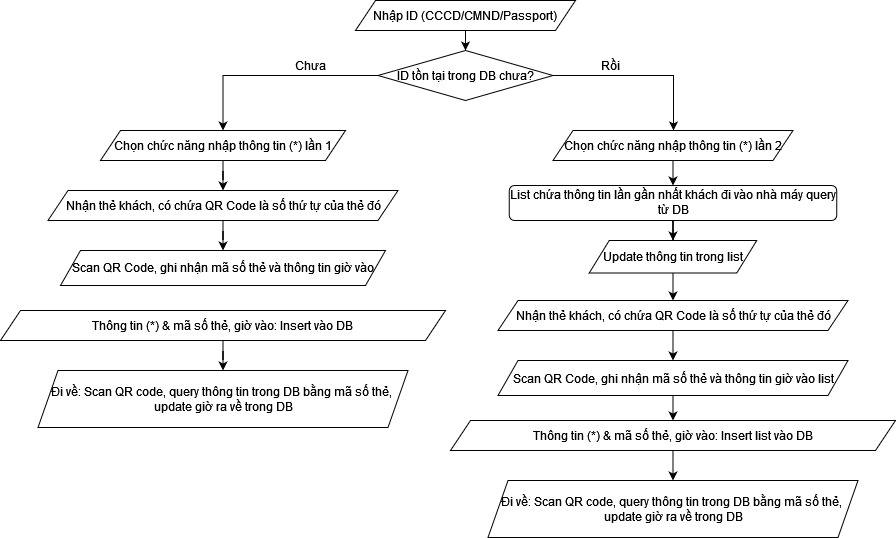 Nhập ID (CCCD/CMND/Passport)
ID tồn tại trong DB chưa?
Chưa
Rồi
Chọn chức năng nhập thông tin (*) lần 1
Nhận thẻ khách, có chứa QR Code là số thứ tự của thẻ đó
Scan QR Code, ghi nhận mã số thẻ và thông tin giờ vào
Thông tin (*) & mã số thẻ, giờ vào: Insert vào DB
Đi về: Scan QR code, query thông tin trong DB bằng mã số thẻ,
update giờ ra về trong DB
Chọn chức năng nhập thông tin (*) lần 2
List chứa thông tin lần gần nhất khách đi vào nhà máy query
từ DB
Update thông tin trong list
Nhận thẻ khách, có chứa QR Code là số thứ tự của thẻ đó
Scan QR Code, ghi nhận mã số thẻ và thông tin giờ vào list
Thông tin (*) & mã số thẻ, giờ vào: Insert list vào DB
Đi về: Scan QR code, query thông tin trong DB bằng mã số thẻ,
update giờ ra về trong DB